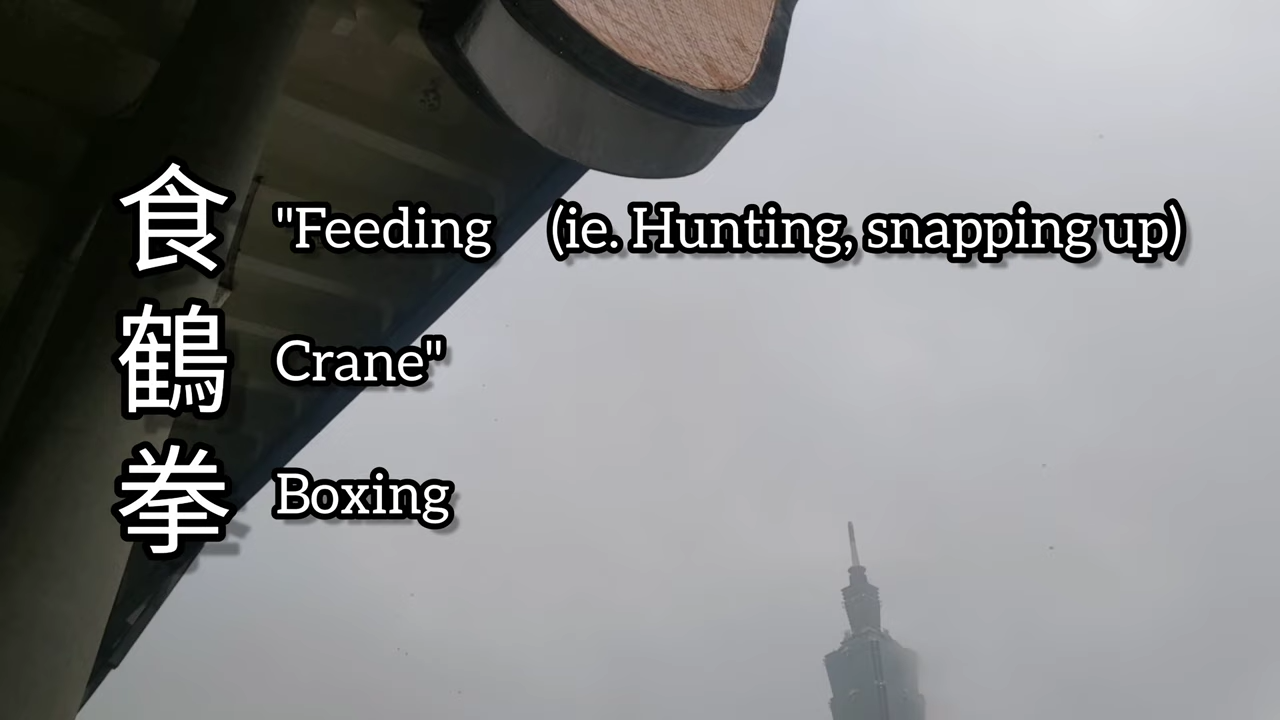 食 "Feeding (ie. Hunting, snapping up)
鶴 Crane"
拳 Boxing